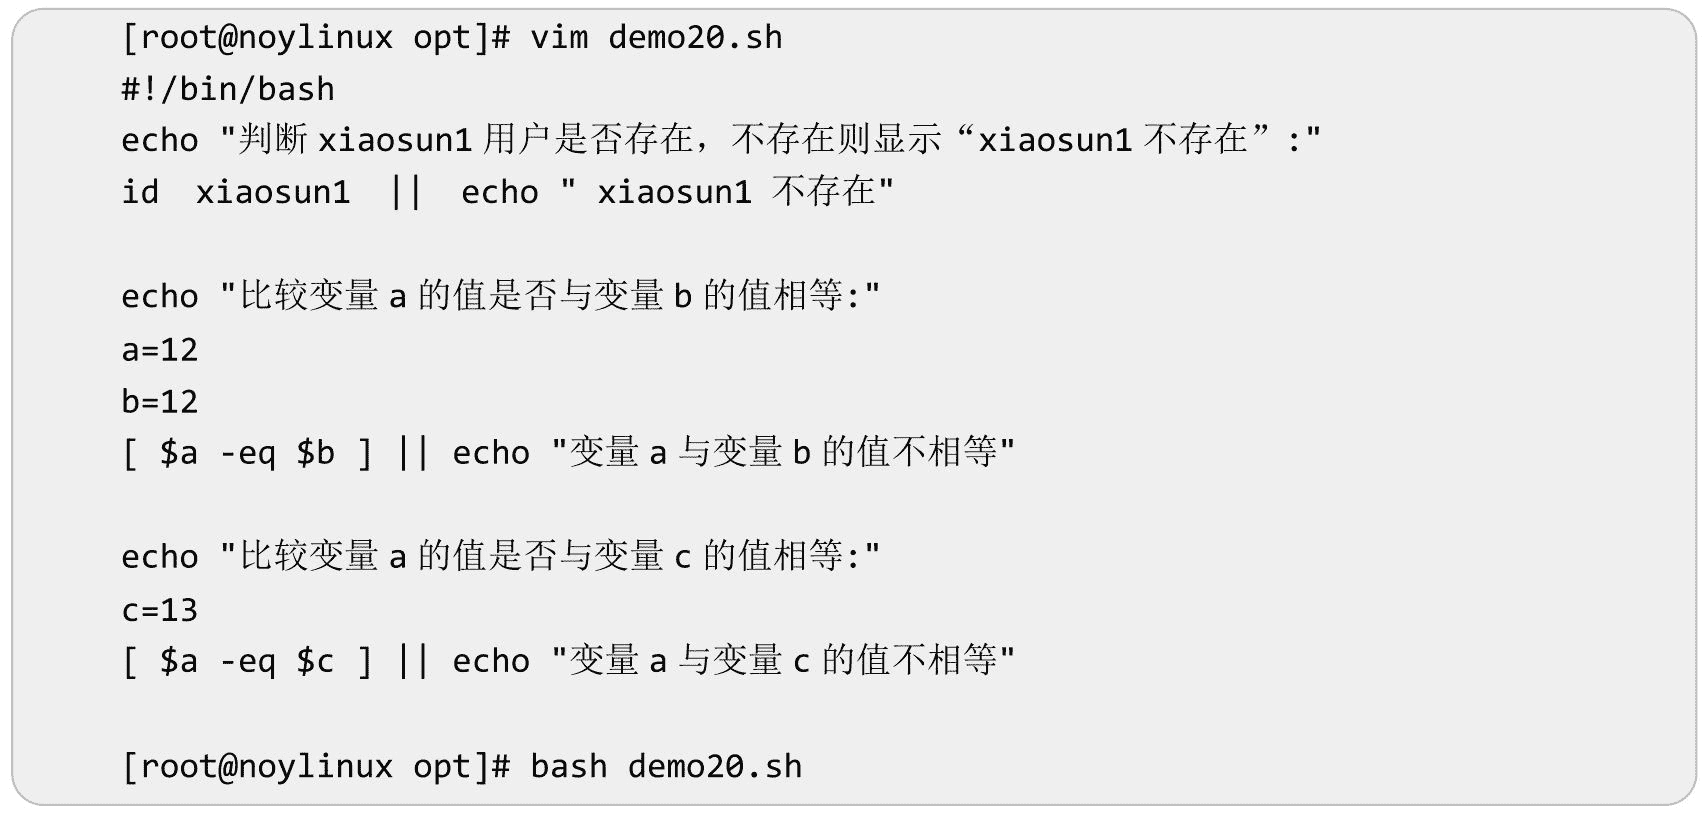 [root@noylinux opt]# vim demo20.sh
#!/bin/bash
echo "判断 xiaosun1 用户是否存在，不存在则显示“xiaosun1 不存在”:"
id  xiaosun1  ||  echo " xiaosun1 不存在"
echo "比较变量 a 的值是否与变量 b 的值相等:"
a=12
b=12
[ $a -eq $b ] || echo "变量 a 与变量 b 的值不相等"
echo "比较变量 a 的值是否与变量 c 的值相等:"
c=13
[ $a -eq $c ] || echo "变量 a 与变量 c 的值不相等"
[root@noylinux opt]# bash demo20.sh